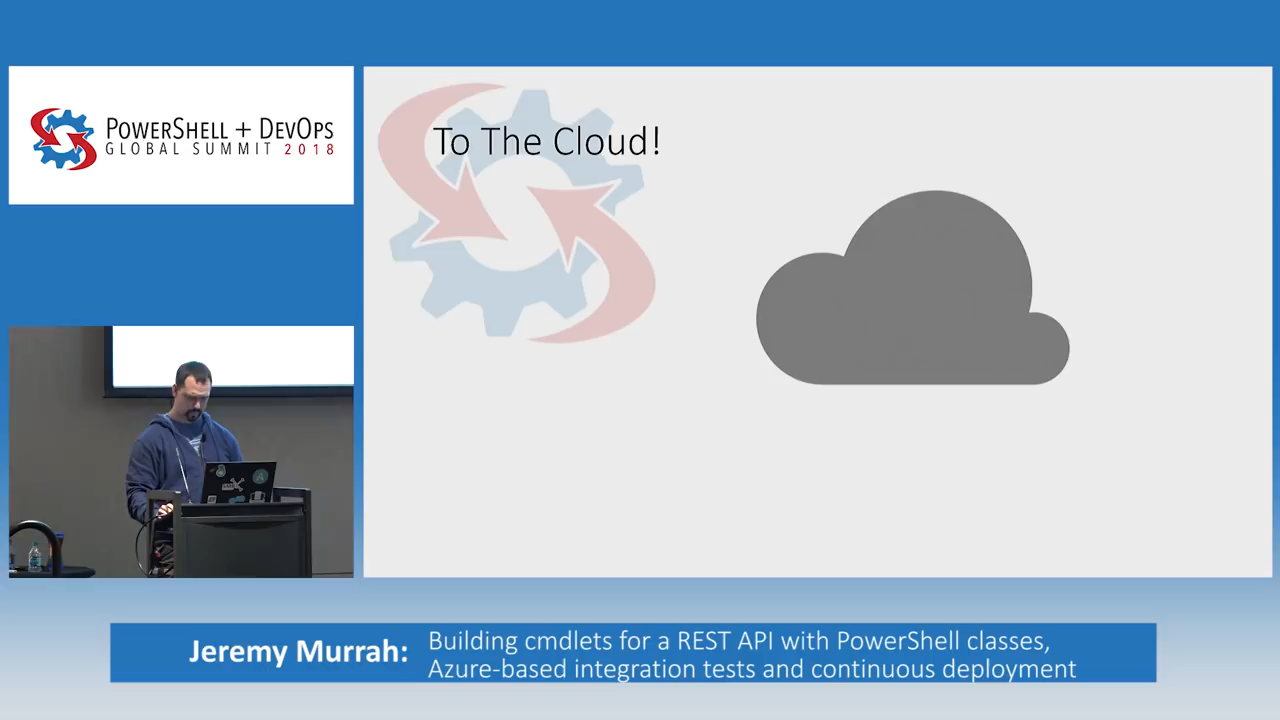 POWERSHELL + DEVOPS
GLOBAL SUMMIT 2018
To The Cloud!
Jeremy Murrah:
Building cmdlets for a REST API with PowerShell classes,
Azure-based integration tests and continuous deployment